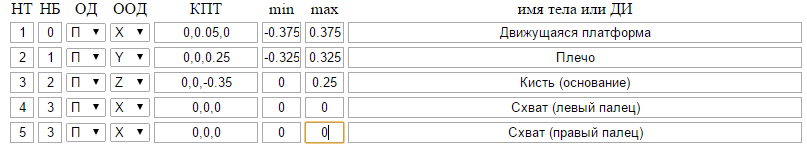 НТ НБ ОД ООД КПТ min max имя тела или ДИ
1 0 П X 0,0.05,0 -0.375 0.375 Движущаяся платформа
2 1 П Y 0,0,0.25 -0.325 0.325 Плечо
3 2 П Z 0,0,-0.35 0 0.25 Кисть (основание)
4 3 П X 0,0,0 0 0 Схват (левый палец)
5 3 П X 0,0,0 0 0 Схват (правый палец)